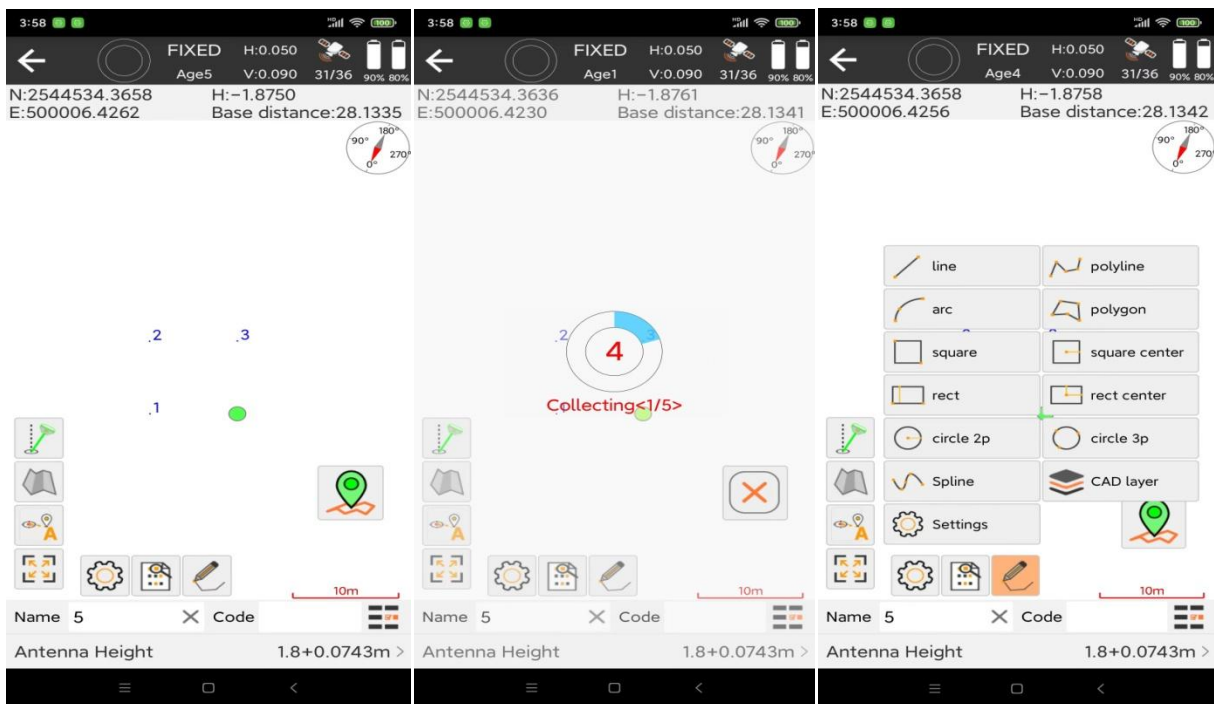 3:58 HD 100
FIXED H:0.050
Age5 V:0.090 31/36 90% 80%
N:2544534.3658 H:-1.8750
E:500006.4262 Base distance:28.1335
180°
90° 270°
0°
.2 .3
.1
A
10m
Name 5 Code
Antenna Height 1.8+0.0743m >
3:58 HD 100
FIXED H:0.050
Age1 V:0.090 31/36 90% 80%
N:2544534.3636 H:-1.8761
E:500006.4230 Base distance:28.1341
180°
90° 270°
0°
.2 3
4
Collecting<1/5>
A
10m
Name 5 Code
Antenna Height 1.8+0.0743m >
3:58 HD 100
FIXED H:0.050
Age4 V:0.090 31/36 90% 80%
N:2544534.3658 H:-1.8758
E:500006.4256 Base distance:28.1342
180°
90° 270
0°
line polyline
arc polygon
square square center
rect rect center
circle 2p circle 3p
Spline CAD layer
A Settings
10m
Name 5 Code
Antenna Height 1.8+0.0743m >